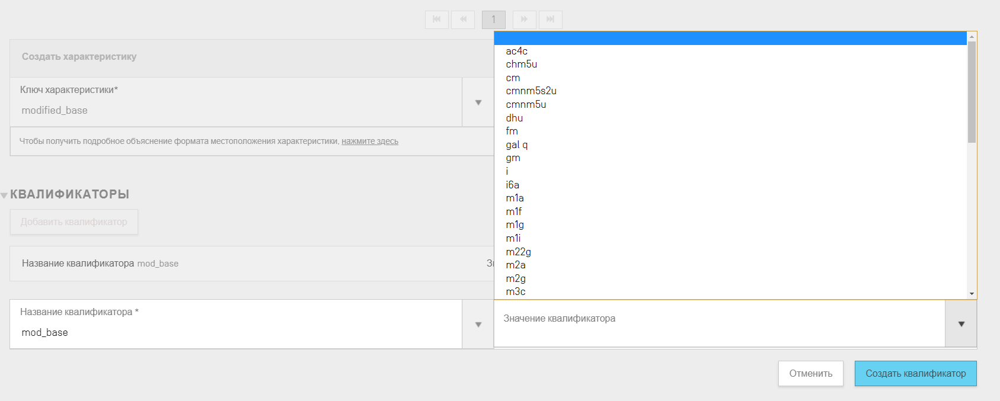 1
Создать характеристику
Ключ характеристики*
modified_base
Чтобы получить подробное объяснение формата местоположения характеристики, нажмите здесь
КВАЛИФИКАТОРЫ
Добавить квалификатор
Название квалификатора mod_base
Название квалификатора *
mod_base
ac4c
chm5u
cm
cmnm5s2u
cmnm5u
dhu
fm
gal q
gm
i
i6a
m1a
m1f
m1g
m1i
m22g
m2a
m2g
m3c
Значение квалификатора
Отменить
Создать квалификатор